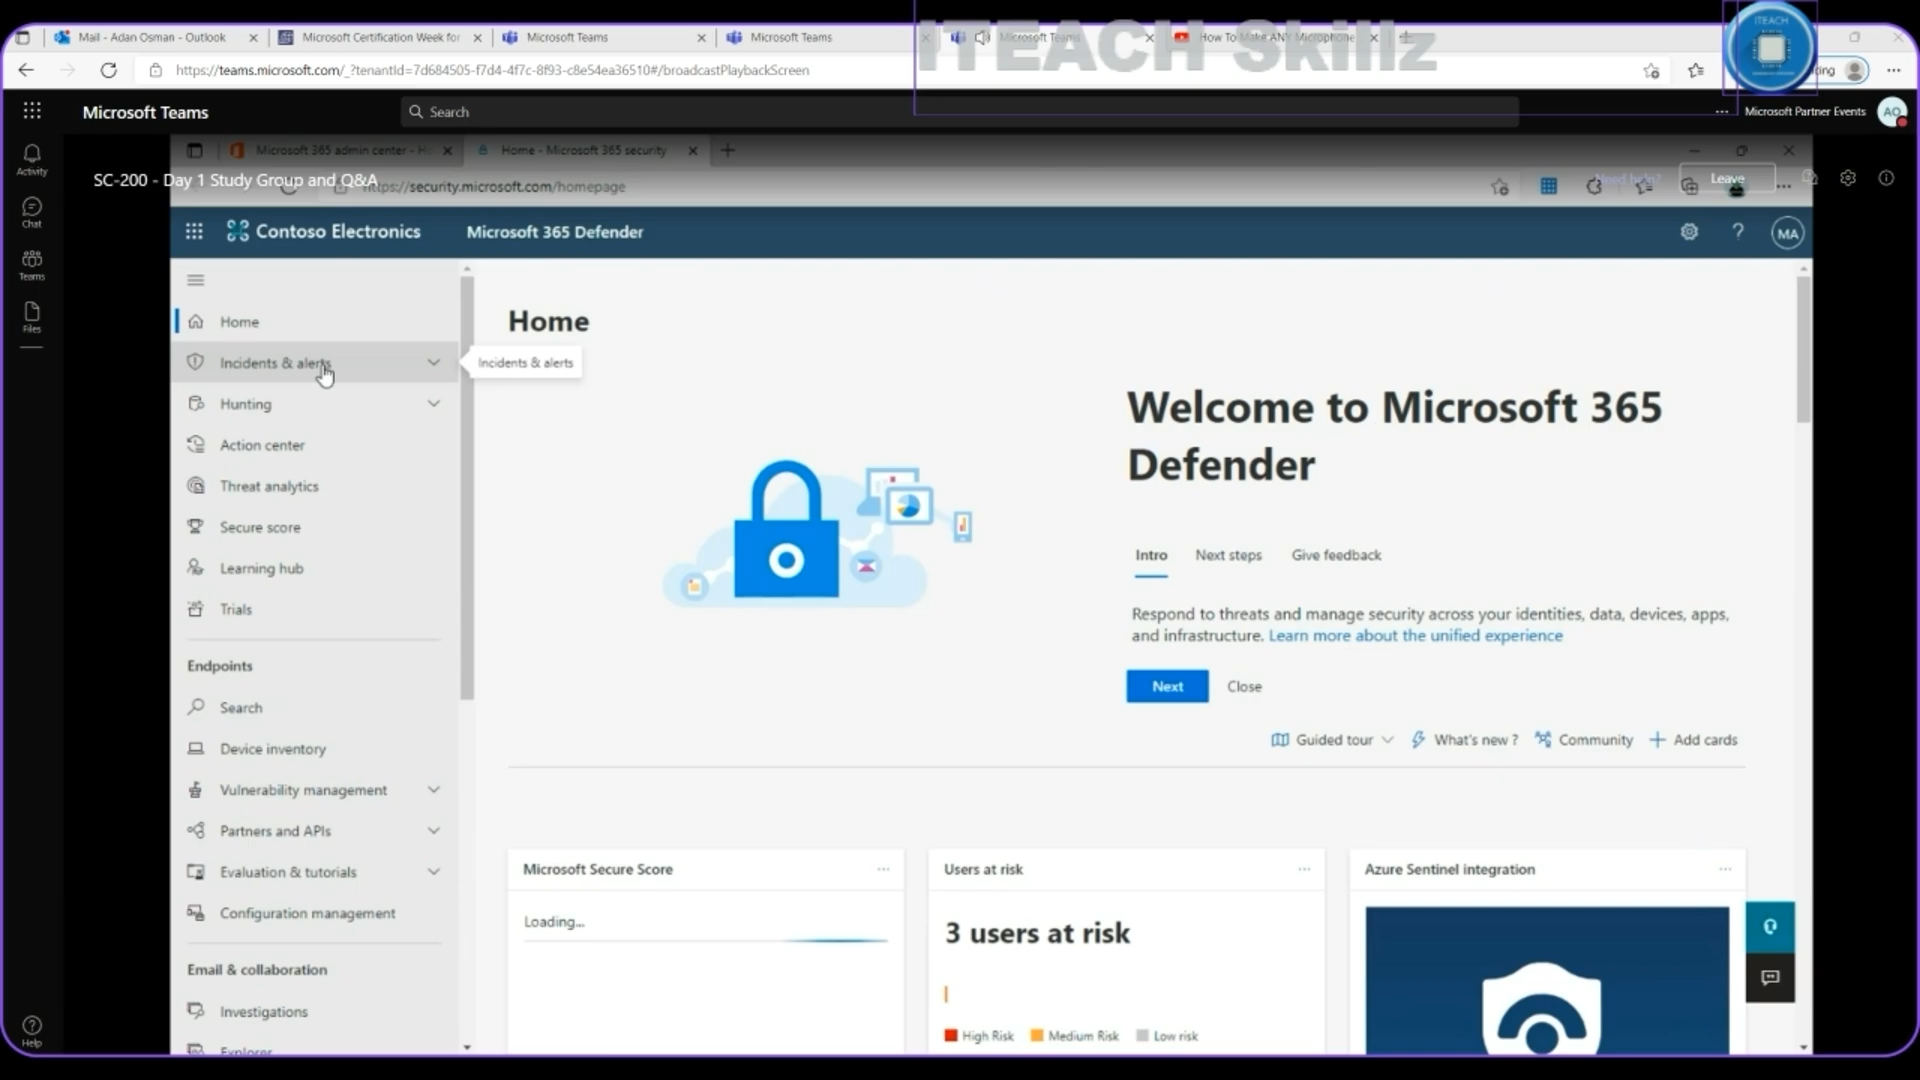 Mail - Adan Osman - Outlook
Microsoft Certification Week for
Microsoft Teams
Microsoft Teams
Microsoft Teams
How To Make ANY Microphone
ITEACH Skillz
ITEACH
https://teams.microsoft.com/_?tenantId=7d684505-f7d4-4f7c-8f93-c8e54ea36510#/broadcastPlaybackScreen
Microsoft Teams
Search
Microsoft Partner Events
AO
Activity
Chat
Teams
Files
Help
Microsoft 365 admin center - H
Home - Microsoft 365 security
SC-200 - Day 1 Study Group and Q&A
https://security.microsoft.com/homepage
Need help?
Leave
Contoso Electronics
Microsoft 365 Defender
MA
Home
Incidents & alerts
Hunting
Action center
Threat analytics
Secure score
Learning hub
Trials
Endpoints
Search
Device inventory
Vulnerability management
Partners and APIs
Evaluation & tutorials
Configuration management
Email & collaboration
Investigations
Explorer
Home
Incidents & alerts
Welcome to Microsoft 365
Defender
Intro
Next steps
Give feedback
Respond to threats and manage security across your identities, data, devices, apps,
and infrastructure. Learn more about the unified experience
Next
Close
Guided tour
What's new ?
Community
Add cards
Microsoft Secure Score
Loading...
Users at risk
3 users at risk
High Risk
Medium Risk
Low risk
Azure Sentinel integration